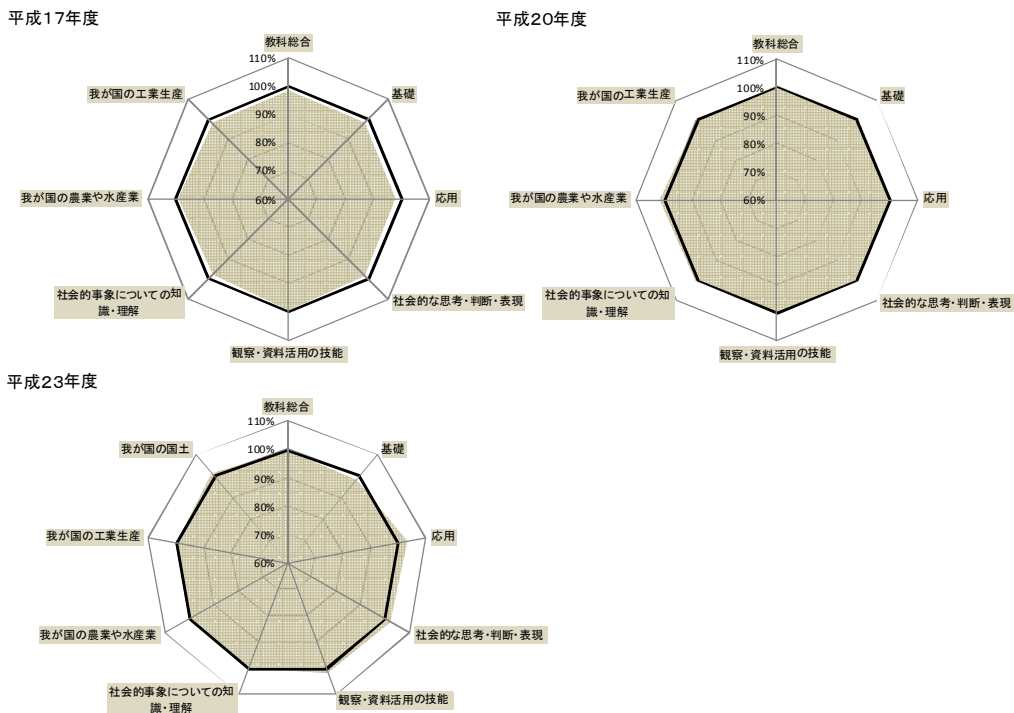 平成17年度
教科総合
110%
100%
90%
80%
70%
60%
基礎
応用
社会的な思考・判断・表現
観察・資料活用の技能
社会的事象についての知
識・理解
我が国の農業や水産業
我が国の工業生産
平成20年度
教科総合
110%
100%
90%
80%
70%
60%
基礎
応用
社会的な思考・判断・表現
観察・資料活用の技能
社会的事象についての知
識・理解
我が国の農業や水産業
我が国の工業生産
平成23年度
教科総合
110%
100%
90%
80%
70%
60%
基礎
応用
社会的な思考・判断・表現
観察・資料活用の技能
社会的事象についての知
識・理解
我が国の農業や水産業
我が国の工業生産
我が国の国土